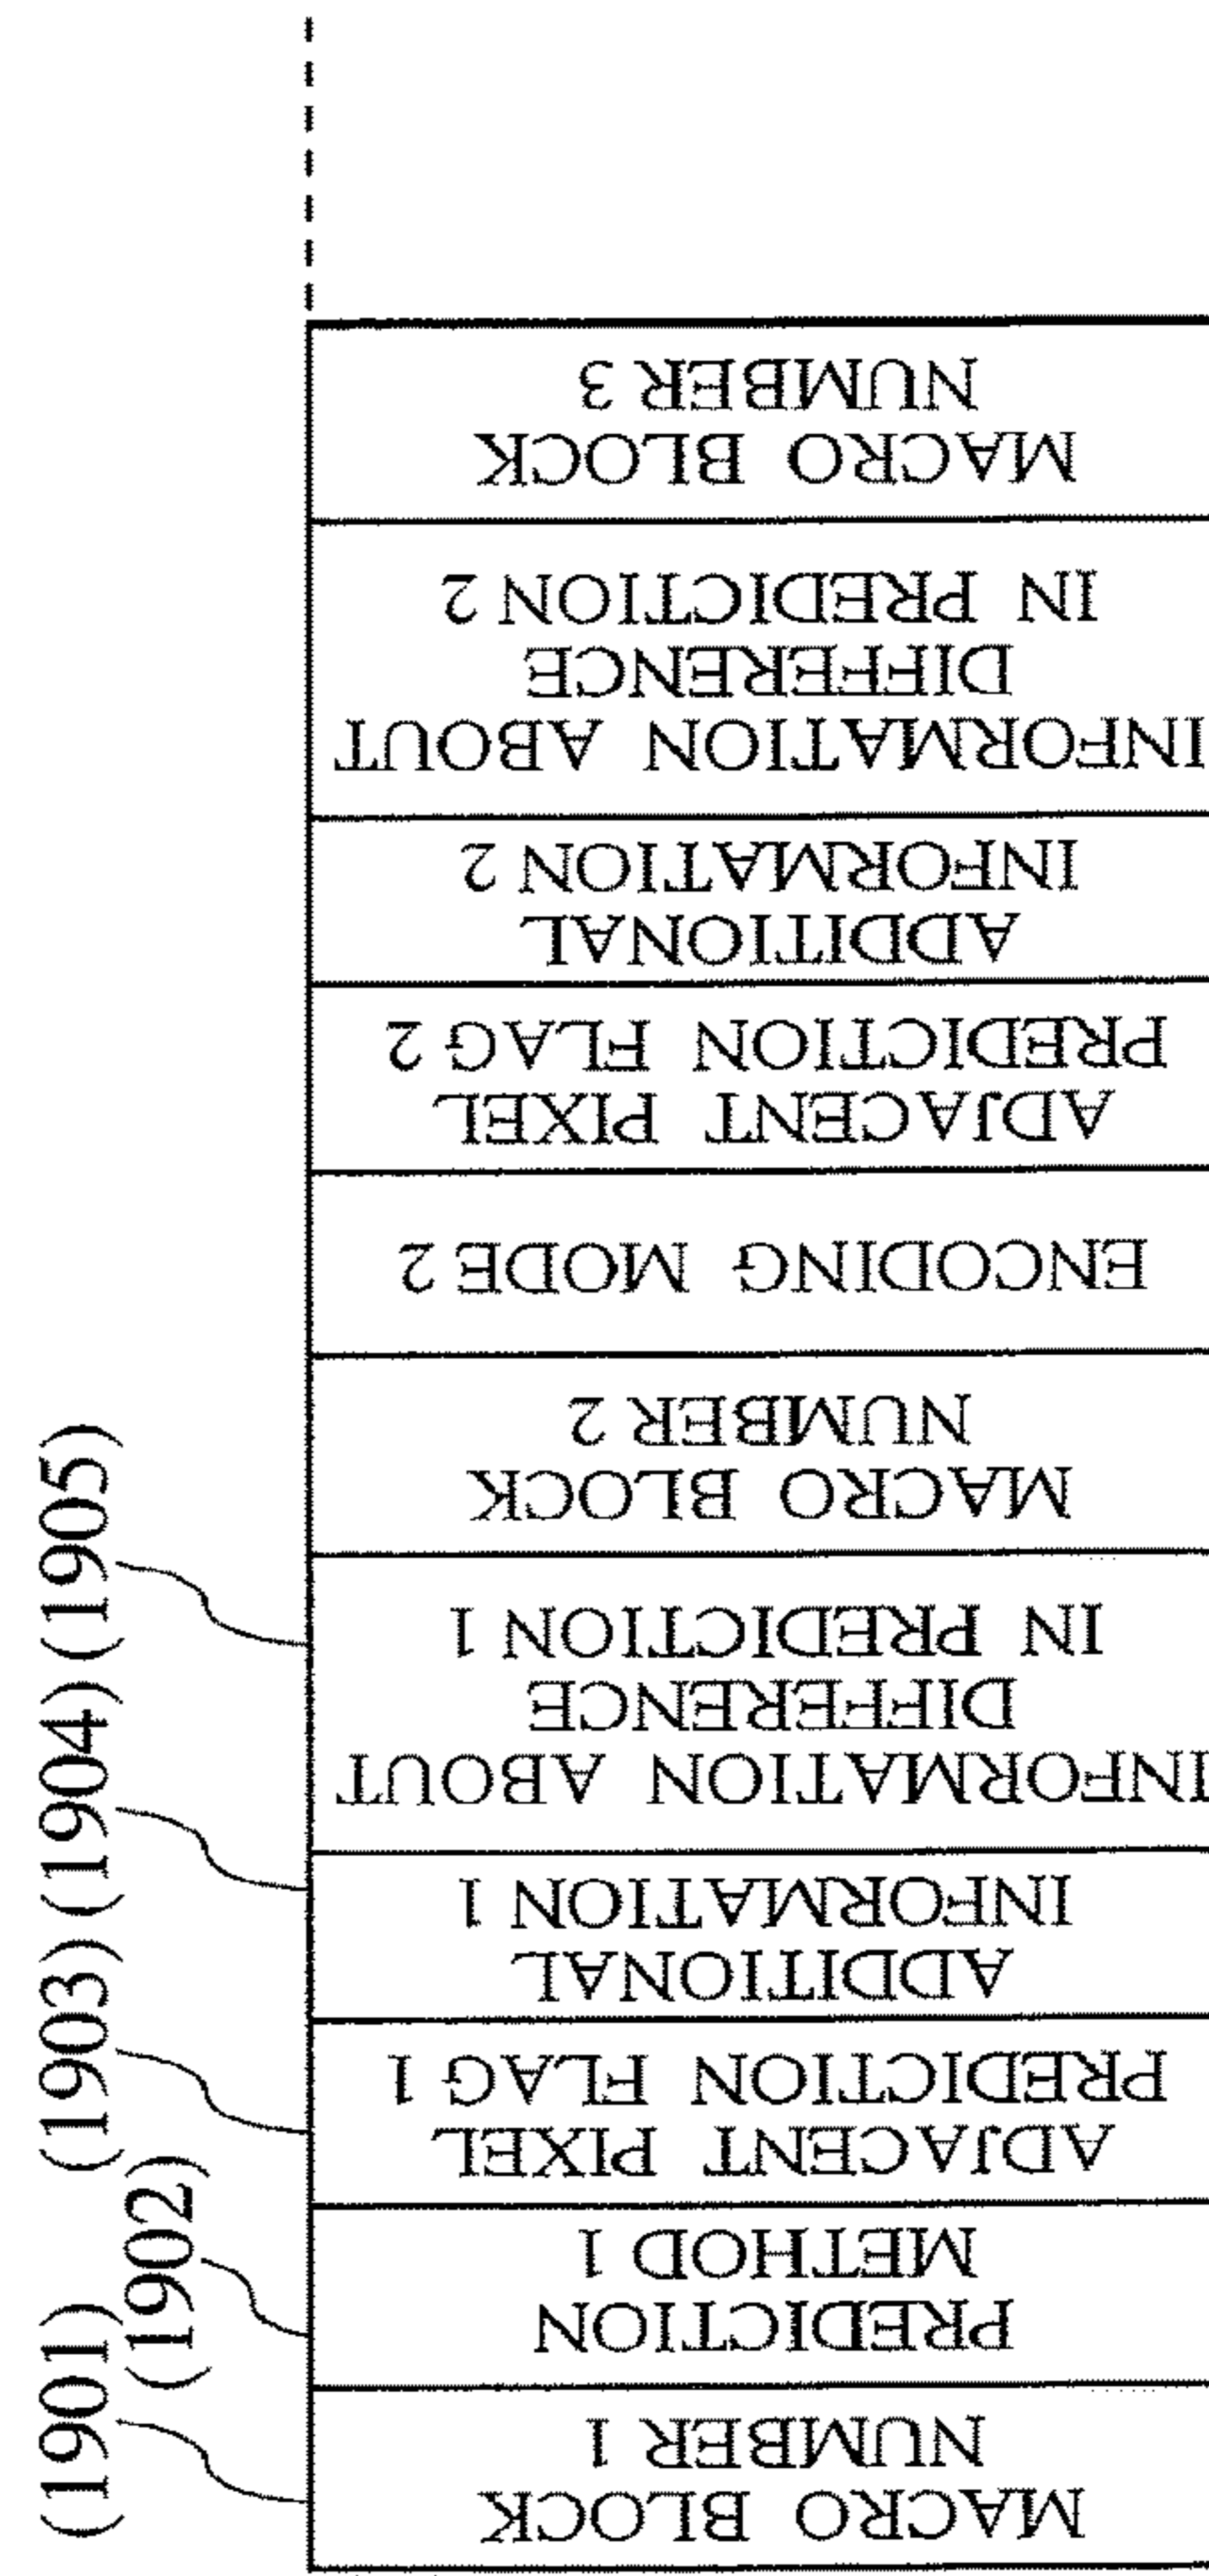 (1901)
(1902)
(1903)
(1904)
(1905)
MACRO BLOCK
NUMBER 1
PREDICTION
METHOD 1
ADJACENT PIXEL
PREDICTION FLAG 1
ADDITIONAL
INFORMATION 1
INFORMATION ABOUT
DIFFERENCE
IN PREDICTION 1
MACRO BLOCK
NUMBER 2
ENCODING MODE 2
ADJACENT PIXEL
PREDICTION FLAG 2
ADDITIONAL
INFORMATION 2
INFORMATION ABOUT
DIFFERENCE
IN PREDICTION 2
MACRO BLOCK
NUMBER 3